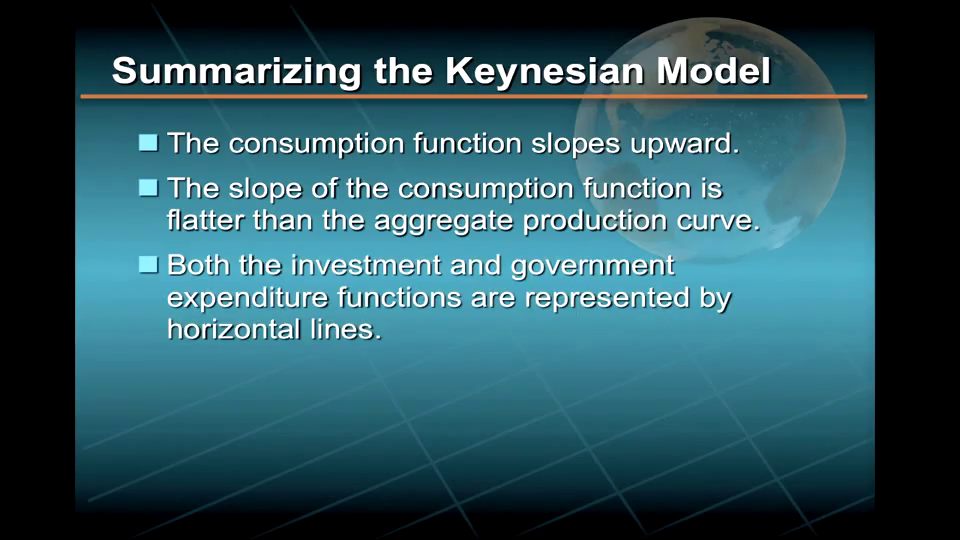 Summarizing the Keynesian Model
The consumption function slopes upward.
The slope of the consumption function is
flatter than the aggregate production curve.
Both the investment and government
expenditure functions are represented by
horizontal lines.